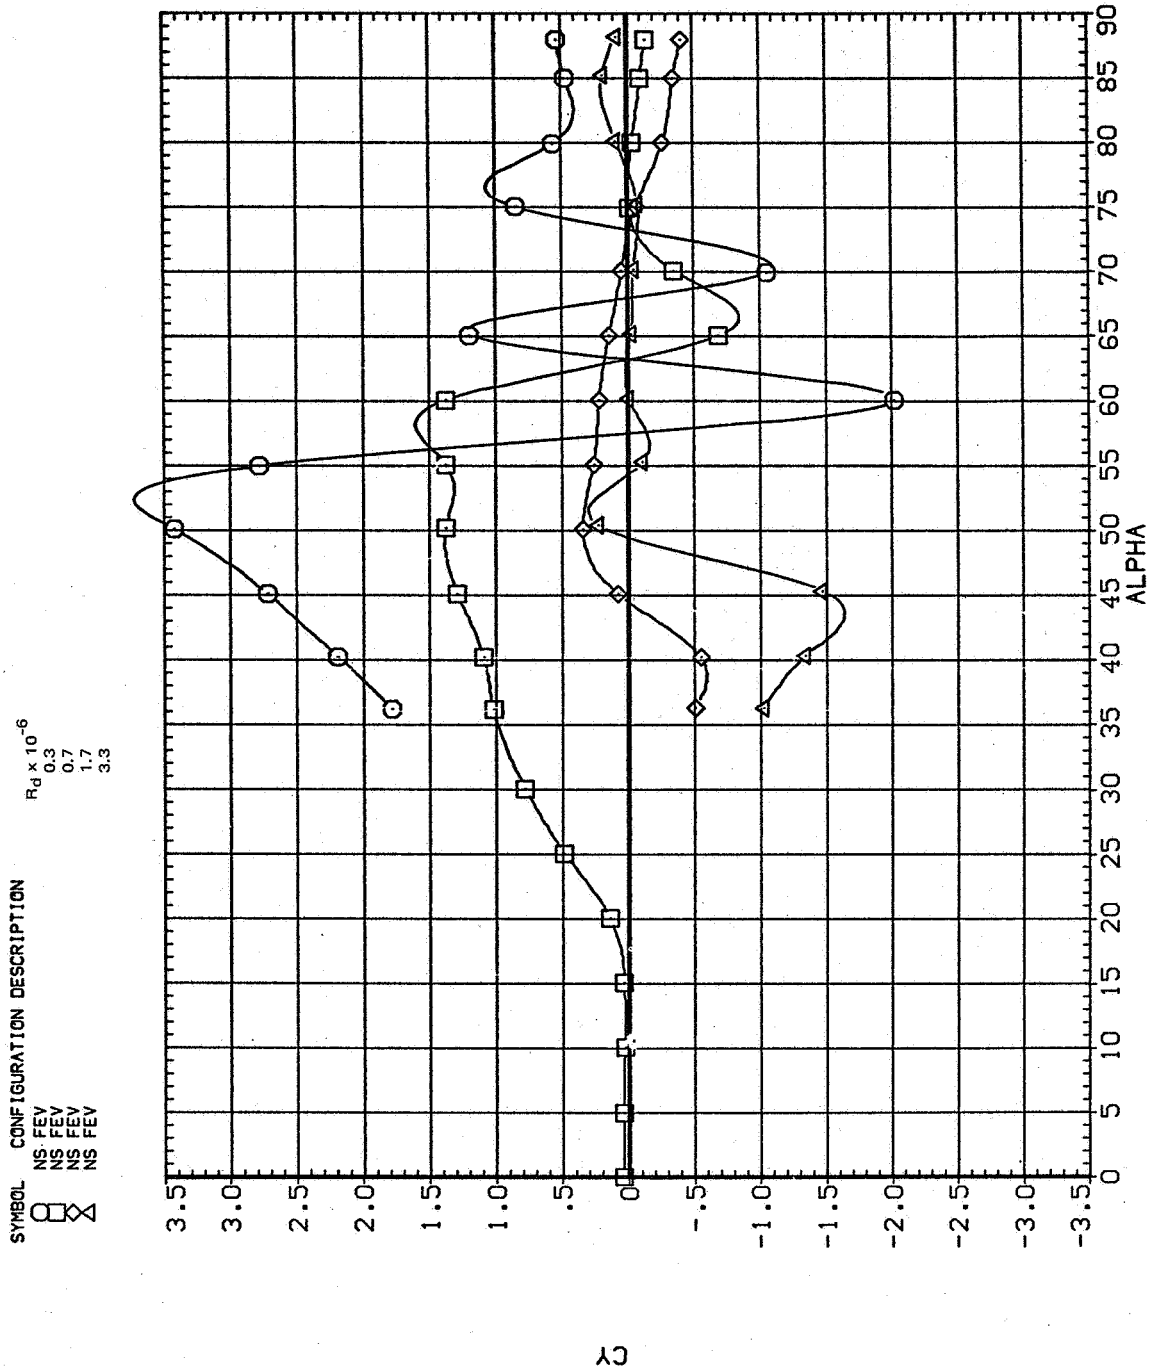 SYMBOL CONFIGURATION DESCRIPTION Rd × 10⁻⁶
NS FEV 0.3
NS FEV 0.7
NS FEV 1.7
NS FEV 3.3
CY
3.5
3.0
2.5
2.0
1.5
1.0
.5
0
-.5
-1.0
-1.5
-2.0
-2.5
-3.0
-3.5
0 5 10 15 20 25 30 35 40 45 50 55 60 65 70 75 80 85 90
ALPHA